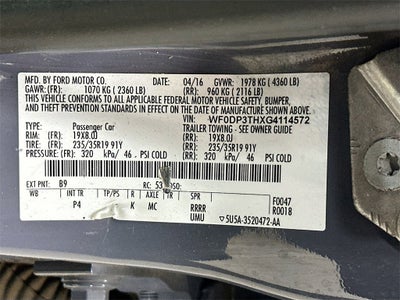 MFD. BY FORD MOTOR CO. 04/16 GVWR: 1978 KG ( 4360 LB)
GAWR: (FR): 1070 KG ( 2360 LB) (RR): 960 KG ( 2116 LB)
THIS VEHICLE CONFORMS TO ALL APPLICABLE FEDERAL MOTOR VEHICLE SAFETY, BUMPER,
AND THEFT PREVENTION STANDARDS IN EFFECT ON THE DATE OF MANUFACTURE SHOWN ABOVE.
VIN: WF0DP3THXG4114572
TYPE: Passenger Car TRAILER TOWING - SEE OWNER GUIDE
RIM: (FR): 19X8.0J (RR): 19X8.0J
TIRE: (FR): 235/35R19 91Y 235/35R19 91Y
PRESSURE: (FR): 320 kPa/ 46 PSI COLD (RR): 320 kPa/ 46 PSI COLD
EXT PNT: B9 RC: 53 DSO:
WB INT TR TP/PS R AXLE TR SPR
P4 K MC RRRR
UMU
F0047
R0018
5U5A-3520472-AA